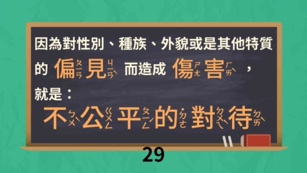 因為對性別、種族、外貌或是其他特質
的 偏見 而造成 傷害，
就是：
不公平的對待
29